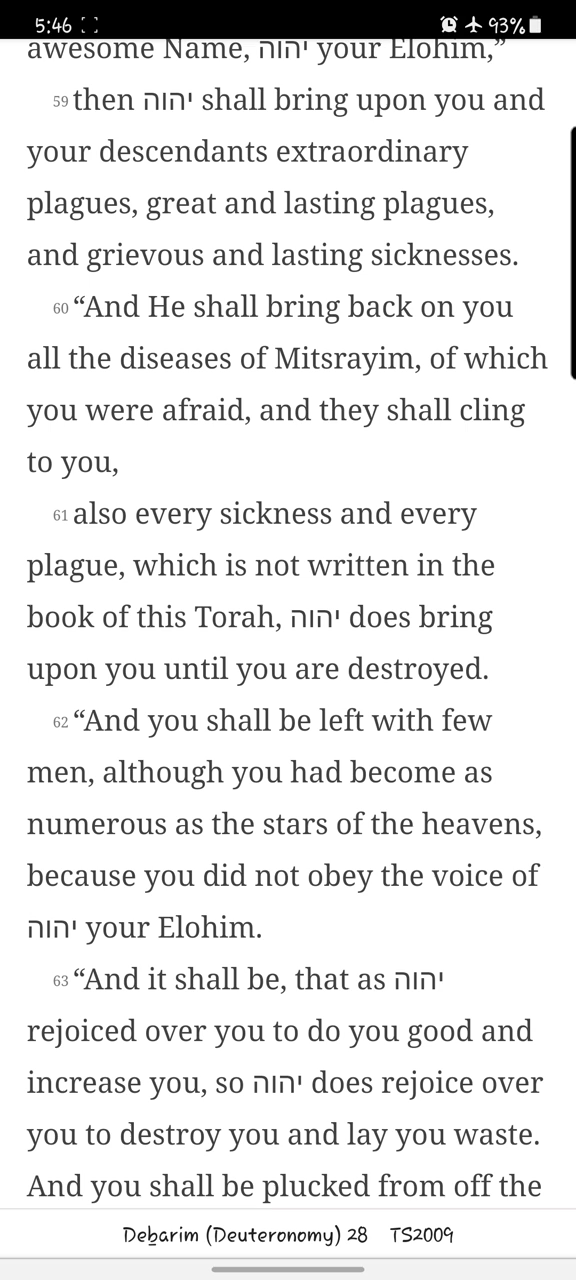 5:46 93%
awesome Name, יהוה your Elohim,”
59 then יהוה shall bring upon you and
your descendants extraordinary
plagues, great and lasting plagues,
and grievous and lasting sicknesses.
60 “And He shall bring back on you
all the diseases of Mitsrayim, of which
you were afraid, and they shall cling
to you,
61 also every sickness and every
plague, which is not written in the
book of this Torah, יהוה does bring
upon you until you are destroyed.
62 “And you shall be left with few
men, although you had become as
numerous as the stars of the heavens,
because you did not obey the voice of
יהוה your Elohim.
63 “And it shall be, that as יהוה
rejoiced over you to do you good and
increase you, so יהוה does rejoice over
you to destroy you and lay you waste.
And you shall be plucked from off the
Deḇarim (Deuteronomy) 28 TS2009